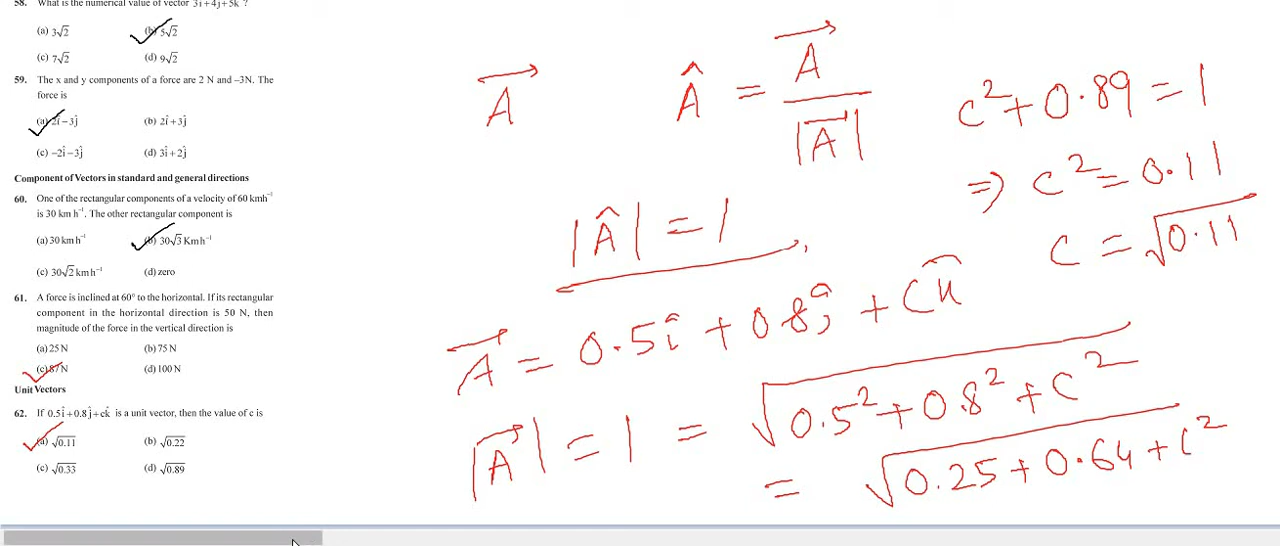 58. What is the numerical value of vector 3î+4ĵ+5k̂ ?
(a) 3√2 (b) 5√2
(c) 7√2 (d) 9√2
59. The x and y components of a force are 2 N and –3N. The
force is
(a) 2î–3ĵ (b) 2î+3ĵ
(c) –2î–3ĵ (d) 3î+2ĵ
Component of Vectors in standard and general directions
60. One of the rectangular components of a velocity of 60 kmh⁻¹
is 30 km h⁻¹. The other rectangular component is
(a) 30 km h⁻¹ (b) 30√3 Km h⁻¹
(c) 30√2 km h⁻¹ (d) zero
61. A force is inclined at 60° to the horizontal. If its rectangular
component in the horizontal direction is 50 N, then
magnitude of the force in the vertical direction is
(a) 25 N (b) 75 N
(c) 87N (d) 100 N
Unit Vectors
62. If 0.5î+0.8ĵ+ck̂ is a unit vector, then the value of c is
(a) √0.11 (b) √0.22
(c) √0.33 (d) √0.89
A⃗ Â = A⃗ / |A⃗|
|Â| = 1
A⃗ = 0.5î + 0.8ĵ + Ck̂
|A⃗| = 1 = √(0.5² + 0.8² + C²)
= √(0.25 + 0.64 + C²)
C² + 0.89 = 1
⇒ C² = 0.11
C = √0.11